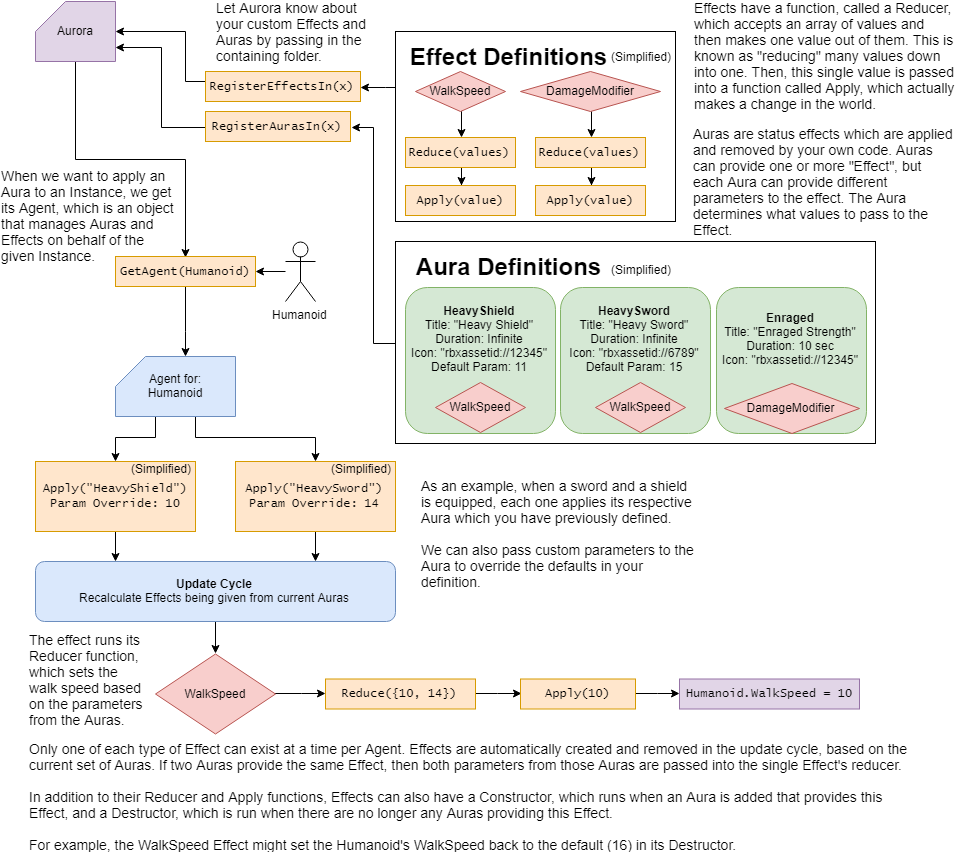 Aurora
Let Aurora know about
your custom Effects and
Auras by passing in the
containing folder.
RegisterEffectsIn(x)
RegisterAurasIn(x)
Effect Definitions (Simplified)
WalkSpeed
DamageModifier
Reduce(values)
Reduce(values)
Apply(value)
Apply(value)
Effects have a function, called a Reducer,
which accepts an array of values and
then makes one value out of them. This is
known as "reducing" many values down
into one. Then, this single value is passed
into a function called Apply, which actually
makes a change in the world.
Auras are status effects which are applied
and removed by your own code. Auras
can provide one or more "Effect", but
each Aura can provide different
parameters to the effect. The Aura
determines what values to pass to the
Effect.
When we want to apply an
Aura to an Instance, we get
its Agent, which is an object
that manages Auras and
Effects on behalf of the
given Instance.
GetAgent(Humanoid)
Humanoid
Aura Definitions (Simplified)
HeavyShield
Title: "Heavy Shield"
Duration: Infinite
Icon: "rbxassetid://12345"
Default Param: 11
WalkSpeed
HeavySword
Title: "Heavy Sword"
Duration: Infinite
Icon: "rbxassetid://6789"
Default Param: 15
WalkSpeed
Enraged
Title: "Enraged Strength"
Duration: 10 sec
Icon: "rbxassetid://12345"
DamageModifier
Agent for:
Humanoid
(Simplified)
Apply("HeavyShield")
Param Override: 10
(Simplified)
Apply("HeavySword")
Param Override: 14
As an example, when a sword and a shield
is equipped, each one applies its respective
Aura which you have previously defined.
We can also pass custom parameters to the
Aura to override the defaults in your
definition.
Update Cycle
Recalculate Effects being given from current Auras
The effect runs its
Reducer function,
which sets the
walk speed based
on the parameters
from the Auras.
WalkSpeed
Reduce({10, 14})
Apply(10)
Humanoid.WalkSpeed = 10
Only one of each type of Effect can exist at a time per Agent. Effects are automatically created and removed in the update cycle, based on the
current set of Auras. If two Auras provide the same Effect, then both parameters from those Auras are passed into the single Effect's reducer.
In addition to their Reducer and Apply functions, Effects can also have a Constructor, which runs when an Aura is added that provides this
Effect, and a Destructor, which is run when there are no longer any Auras providing this Effect.
For example, the WalkSpeed Effect might set the Humanoid's WalkSpeed back to the default (16) in its Destructor.